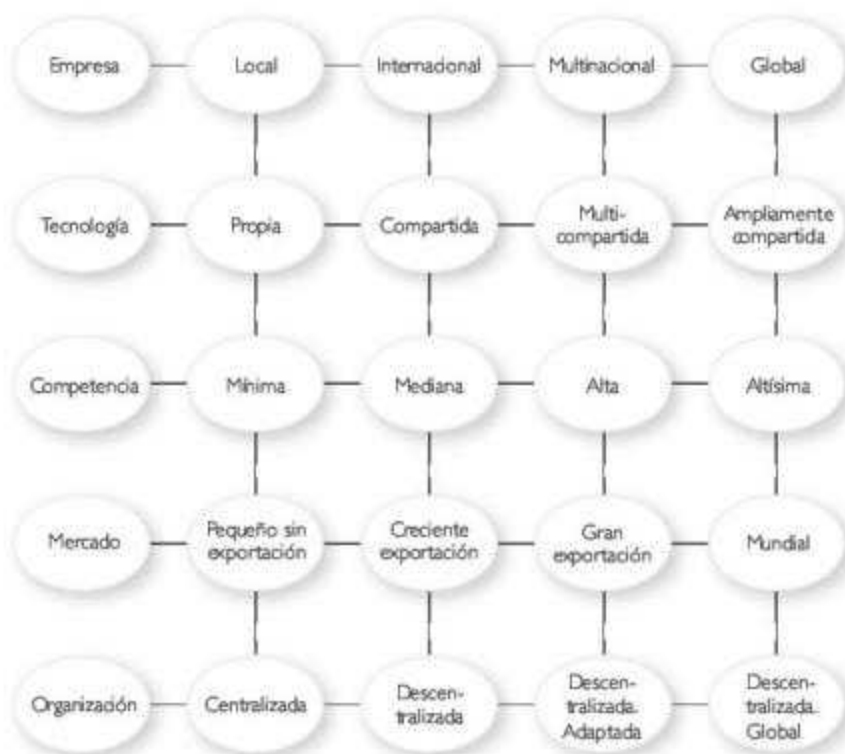 Empresa
Local
Internacional
Multinacional
Global
Tecnología
Propia
Compartida
Multi-
compartida
Ampliamente
compartida
Competencia
Mínima
Mediana
Alta
Altísima
Mercado
Pequeño sin
exportación
Creciente
exportación
Gran
exportación
Mundial
Organización
Centralizada
Descen-
tralizada
Descen-
tralizada.
Adaptada
Descen-
tralizada.
Global